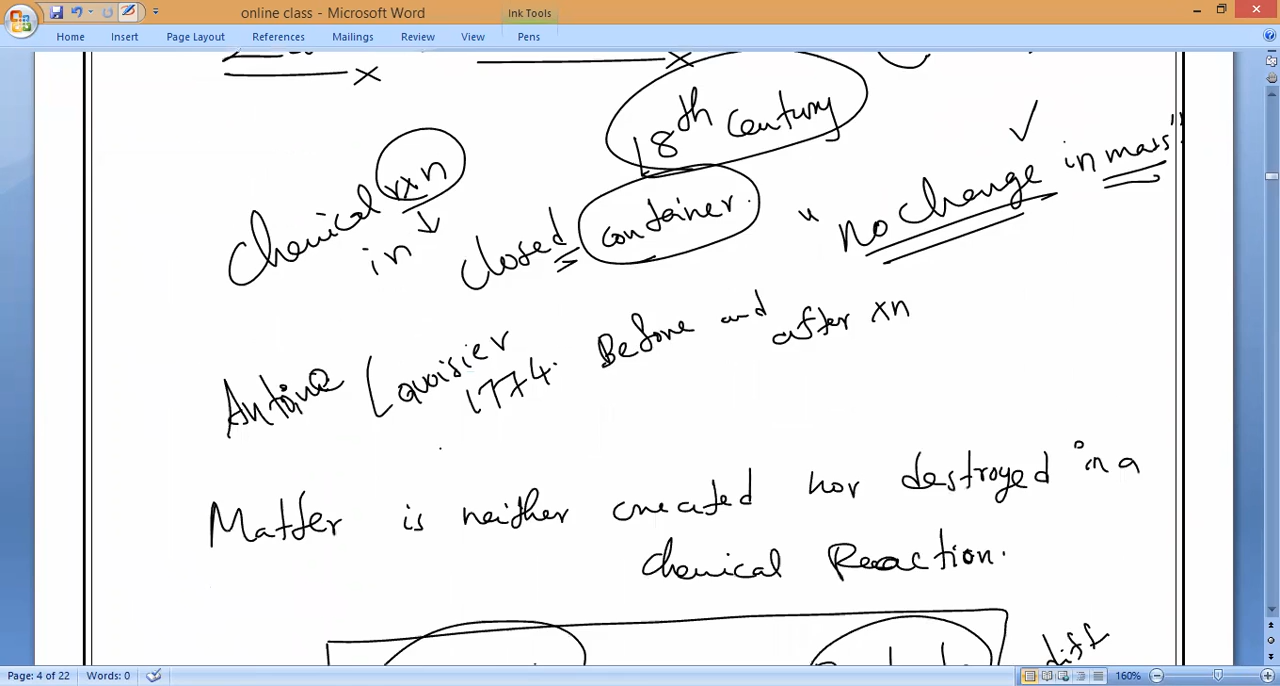 online class - Microsoft Word
Ink Tools
Home Insert Page Layout References Mailings Review View Pens
18th century
chemical rxn
in closed container. "no change in mass"
Antoine Lavoisier
1774. Before and after xn
Matter is neither created nor destroyed in a
chemical Reaction.
diff
Page: 4 of 22 Words: 0
160%